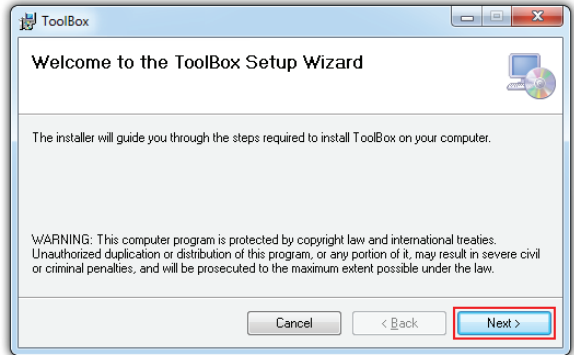 ToolBox
Welcome to the ToolBox Setup Wizard
The installer will guide you through the steps required to install ToolBox on your computer.
WARNING: This computer program is protected by copyright law and international treaties.
Unauthorized duplication or distribution of this program, or any portion of it, may result in severe civil
or criminal penalties, and will be prosecuted to the maximum extent possible under the law.
Cancel < Back Next >